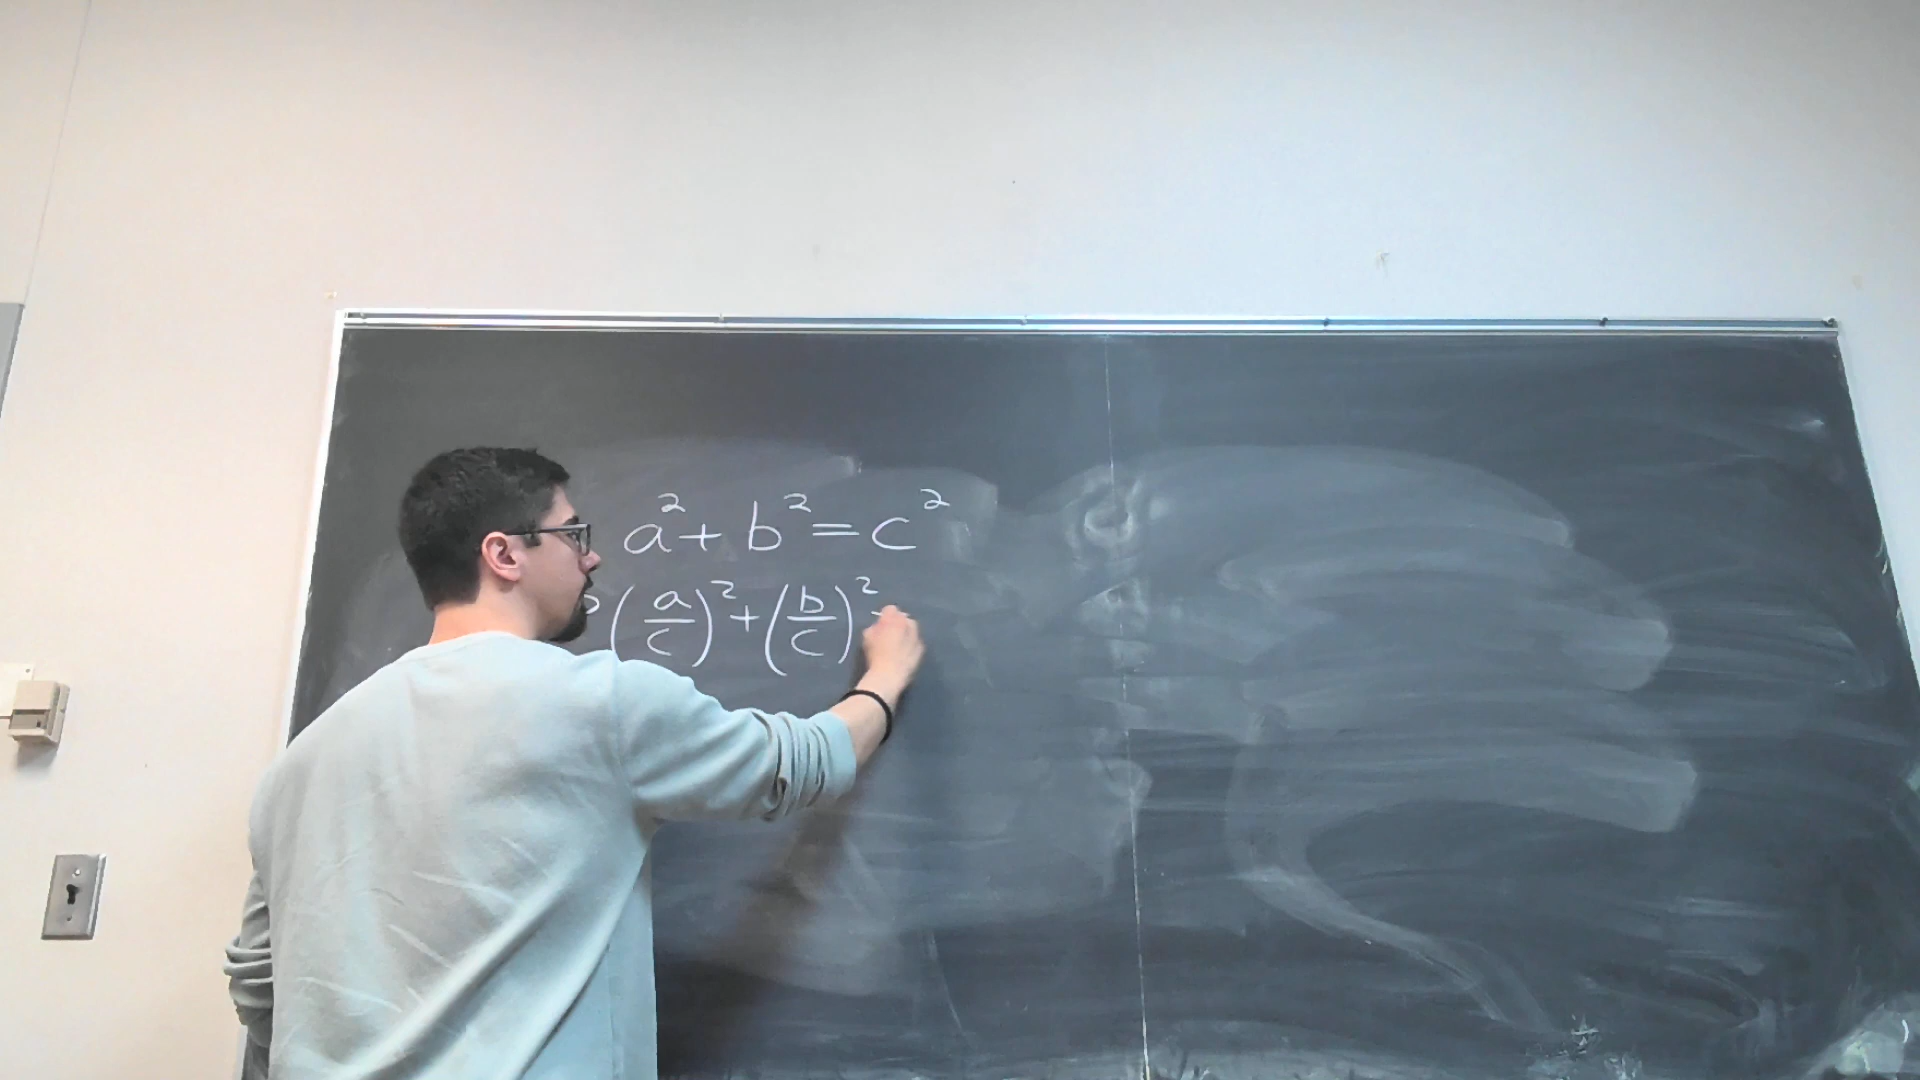 a² + b² = c²
(a/c)² + (b/c)²